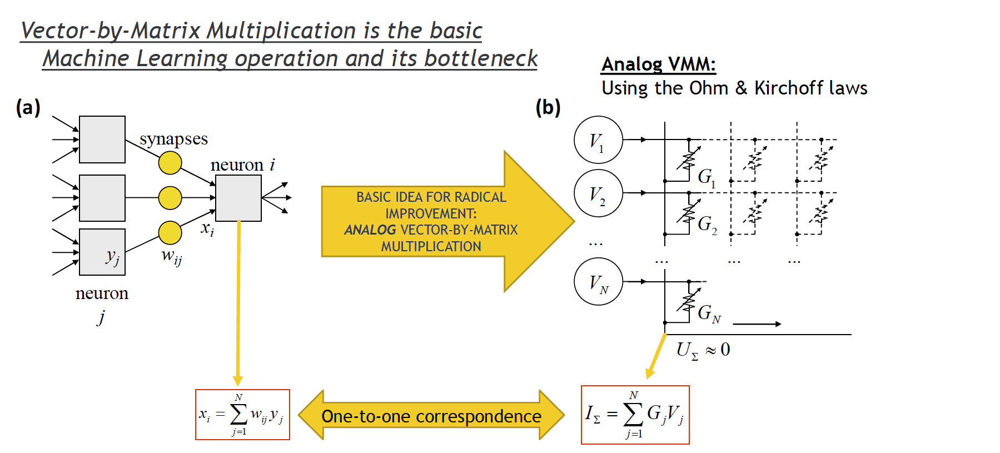 Vector-by-Matrix Multiplication is the basic
Machine Learning operation and its bottleneck
Analog VMM:
Using the Ohm & Kirchoff laws
(a)
synapses
neuron i
x_i
y_j
w_ij
neuron
j
BASIC IDEA FOR RADICAL
IMPROVEMENT:
ANALOG VECTOR-BY-MATRIX
MULTIPLICATION
(b)
V_1
G_1
V_2
G_2
...
... ... ...
V_N
G_N
U_Σ ≈ 0
x_i = ∑_{j=1}^{N} w_ij y_j
One-to-one correspondence
I_Σ = ∑_{j=1}^{N} G_j V_j